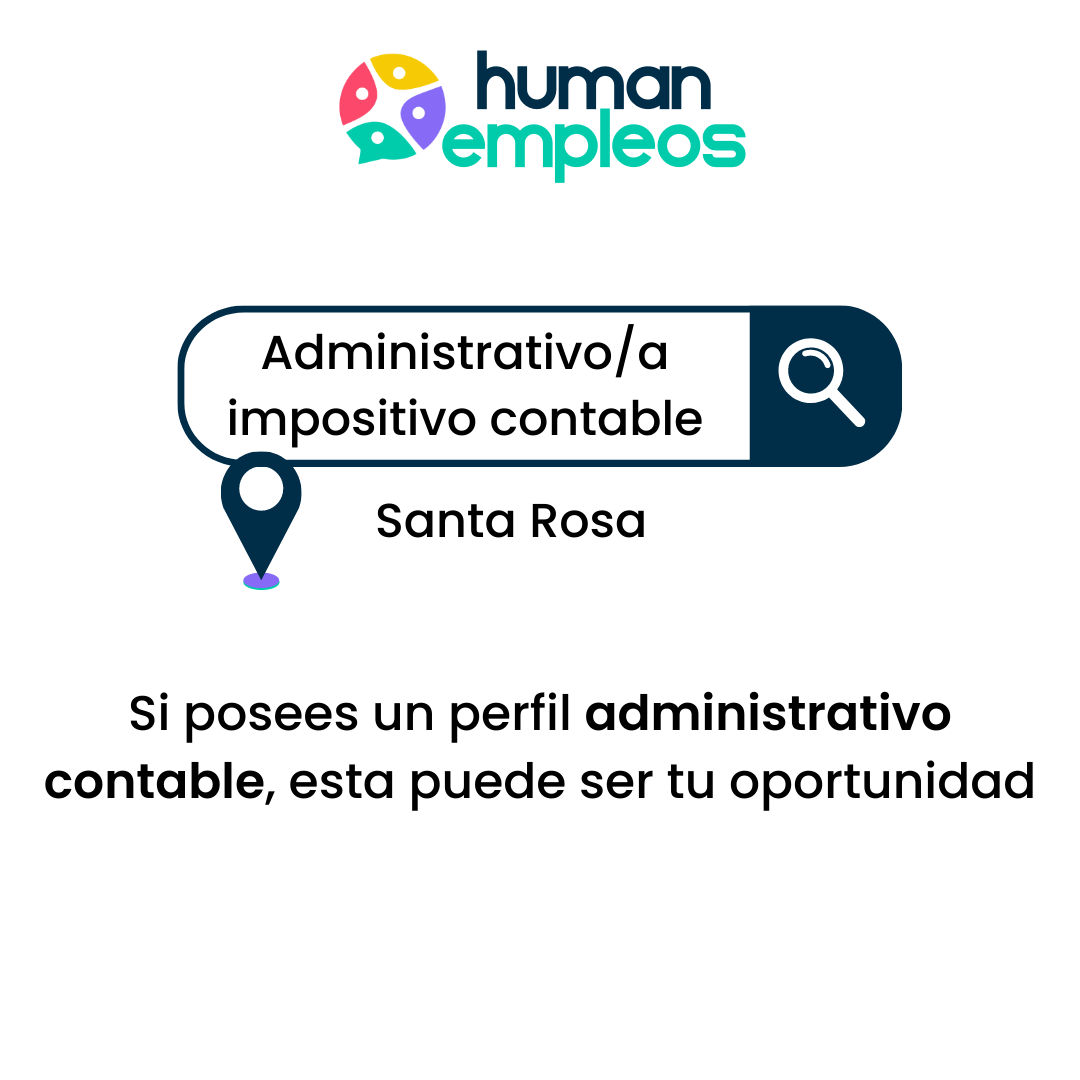 human
empleos
Administrativo/a
impositivo contable
Santa Rosa
Si posees un perfil administrativo
contable, esta puede ser tu oportunidad